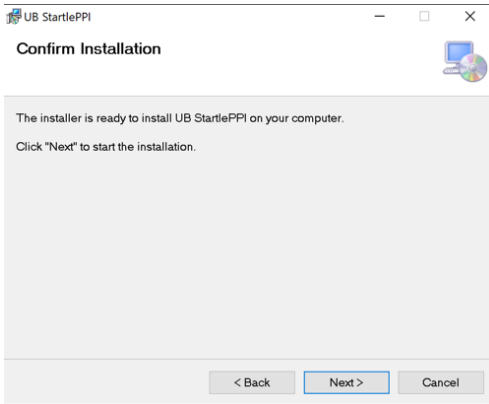 UB StartlePPI
Confirm Installation
The installer is ready to install UB StartlePPI on your computer.
Click "Next" to start the installation.
< Back
Next >
Cancel